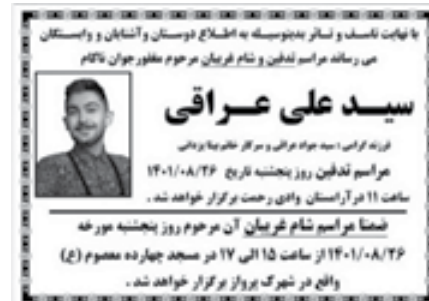 با نهایت تاسف و تاثر بدینوسیله به اطلاع دوستان و آشنایان و وابستگان
می رساند مراسم تدفین و شام غریبان مرحوم مغفور جوان ناکام
سید علی عراقی
فرزند گرامی : سید جواد عراقی و سرکار خانم بیتا یزدانی
مراسم تدفین روز پنجشنبه تاریخ ۱۴۰۱/۰۸/۲۶
ساعت ۱۱ در آرامستان وادی رحمت برگزار خواهد شد .
ضمنا مراسم شام غریبان آن مرحوم روز پنجشنبه مورخه
۱۴۰۱/۰۸/۲۶ از ساعت ۱۵ الی ۱۷ در مسجد چهارده معصوم (ع)
واقع در شهرک پرواز برگزار خواهد شد .